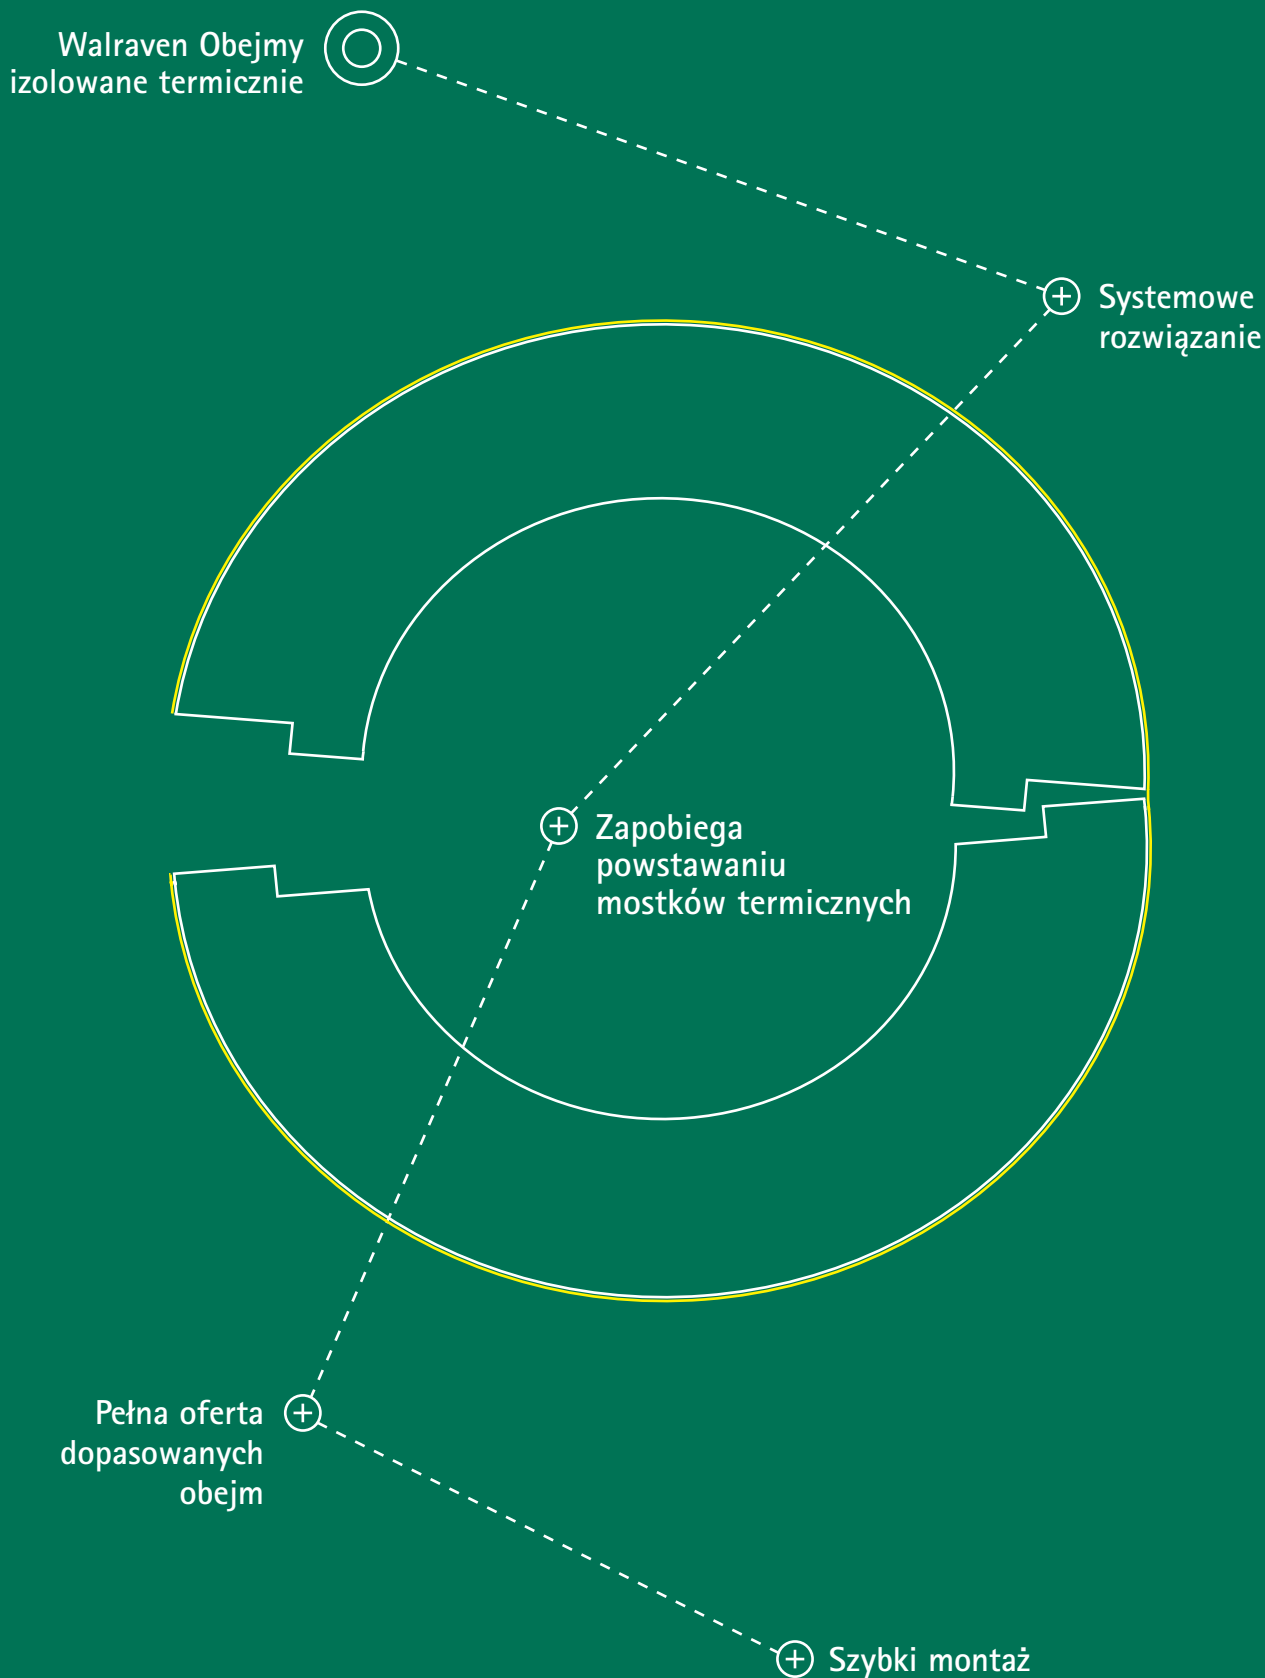 Walraven Obejmy
izolowane termicznie
Systemowe
rozwiązanie
Zapobiega
powstawaniu
mostków termicznych
Pełna oferta
dopasowanych
obejm
Szybki montaż